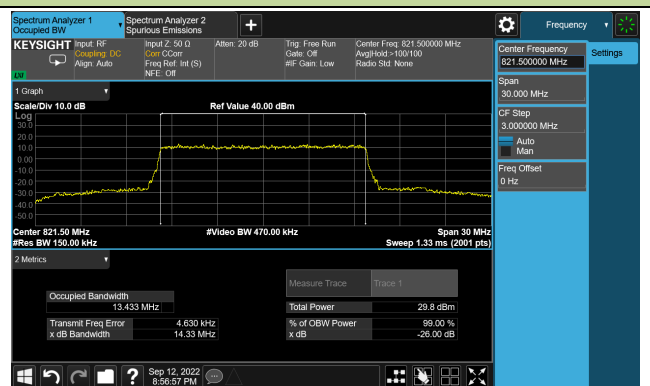 Spectrum Analyzer 1
Occupied BW
Spectrum Analyzer 2
Spurious Emissions
Frequency
KEYSIGHT
Input: RF
Coupling: DC
Align: Auto
Input Z: 50 Ω
Corr CCorr
Freq Ref: Int (S)
NFE: Off
Atten: 20 dB
Trig: Free Run
Gate: Off
#IF Gain: Low
Center Freq: 821.500000 MHz
Avg|Hold:>100/100
Radio Std: None
LXI
Center Frequency
821.500000 MHz
Settings
Span
30.000 MHz
CF Step
3.000000 MHz
Auto
Man
Freq Offset
0 Hz
1 Graph
Scale/Div 10.0 dB
Ref Value 40.00 dBm
Log
30.0
20.0
10.0
0.00
-10.0
-20.0
-30.0
-40.0
-50.0
Center 821.50 MHz
#Video BW 470.00 kHz
Span 30 MHz
#Res BW 150.00 kHz
Sweep 1.33 ms (2001 pts)
2 Metrics
Measure Trace
Trace 1
Occupied Bandwidth
13.433 MHz
Total Power
29.8 dBm
Transmit Freq Error
4.630 kHz
% of OBW Power
99.00 %
x dB Bandwidth
14.33 MHz
x dB
-26.00 dB
Sep 12, 2022
8:56:57 PM